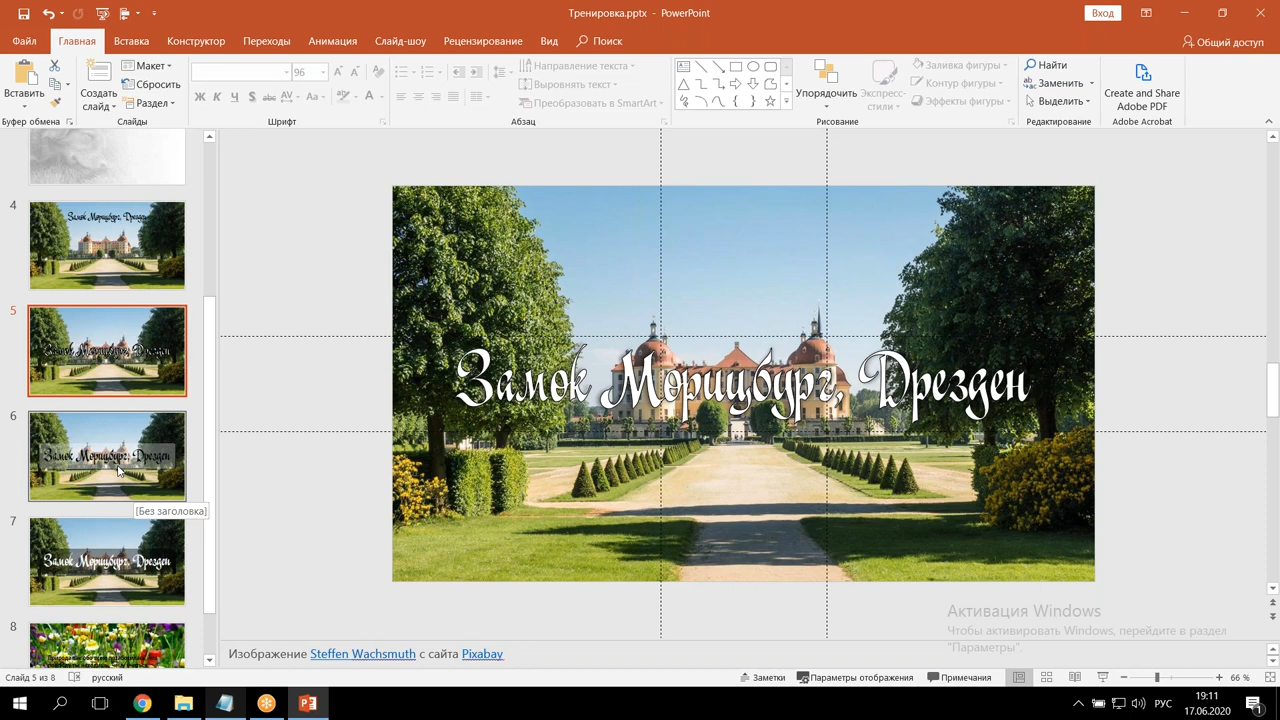 Тренировка.pptx - PowerPoint
Вход
Файл Главная Вставка Конструктор Переходы Анимация Слайд-шоу Рецензирование Вид Поиск Общий доступ
Вставить
Создать слайд
Макет
Сбросить
Раздел
96
Ж К Ч S abc AV Aa A
Направление текста
Выровнять текст
Преобразовать в SmartArt
Упорядочить
Экспресс-стили
Заливка фигуры
Контур фигуры
Эффекты фигуры
Найти
Заменить
Выделить
Create and Share
Adobe PDF
Буфер обмена Слайды Шрифт Абзац Рисование Редактирование Adobe Acrobat
4
Замок Морицбург, Дрезден
5
Замок Морицбург, Дрезден
6
Замок Морицбург, Дрезден
[Без заголовка]
7
Замок Морицбург, Дрезден
8
Замок Морицбург, Дрезден
Активация Windows
Чтобы активировать Windows, перейдите в раздел
"Параметры".
Изображение Steffen Wachsmuth с сайта Pixabay
Слайд 5 из 8 русский Заметки Параметры отображения Примечания 66 %
РУС
19:11
17.06.2020
1